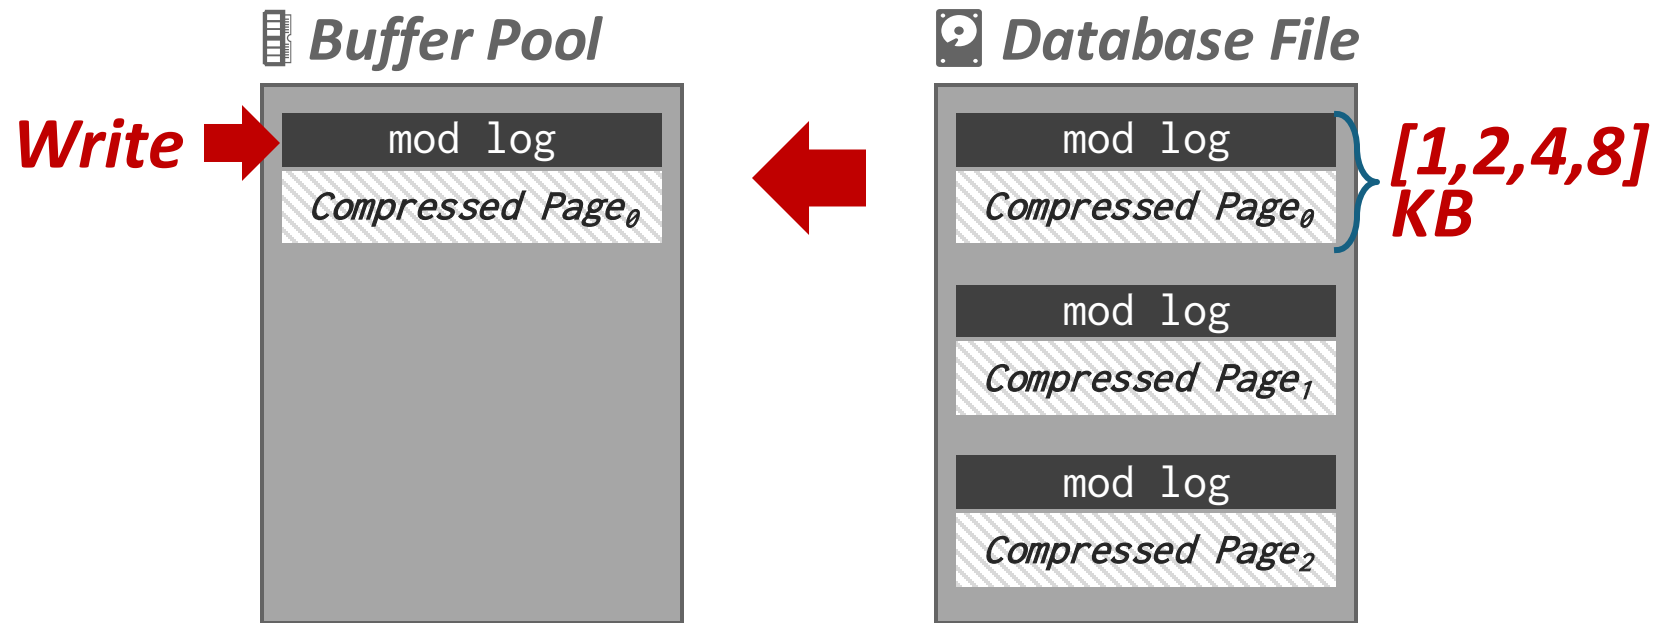 Buffer Pool
Write
mod log
Compressed Page₀
Database File
mod log
Compressed Page₀
[1,2,4,8]
KB
mod log
Compressed Page₁
mod log
Compressed Page₂